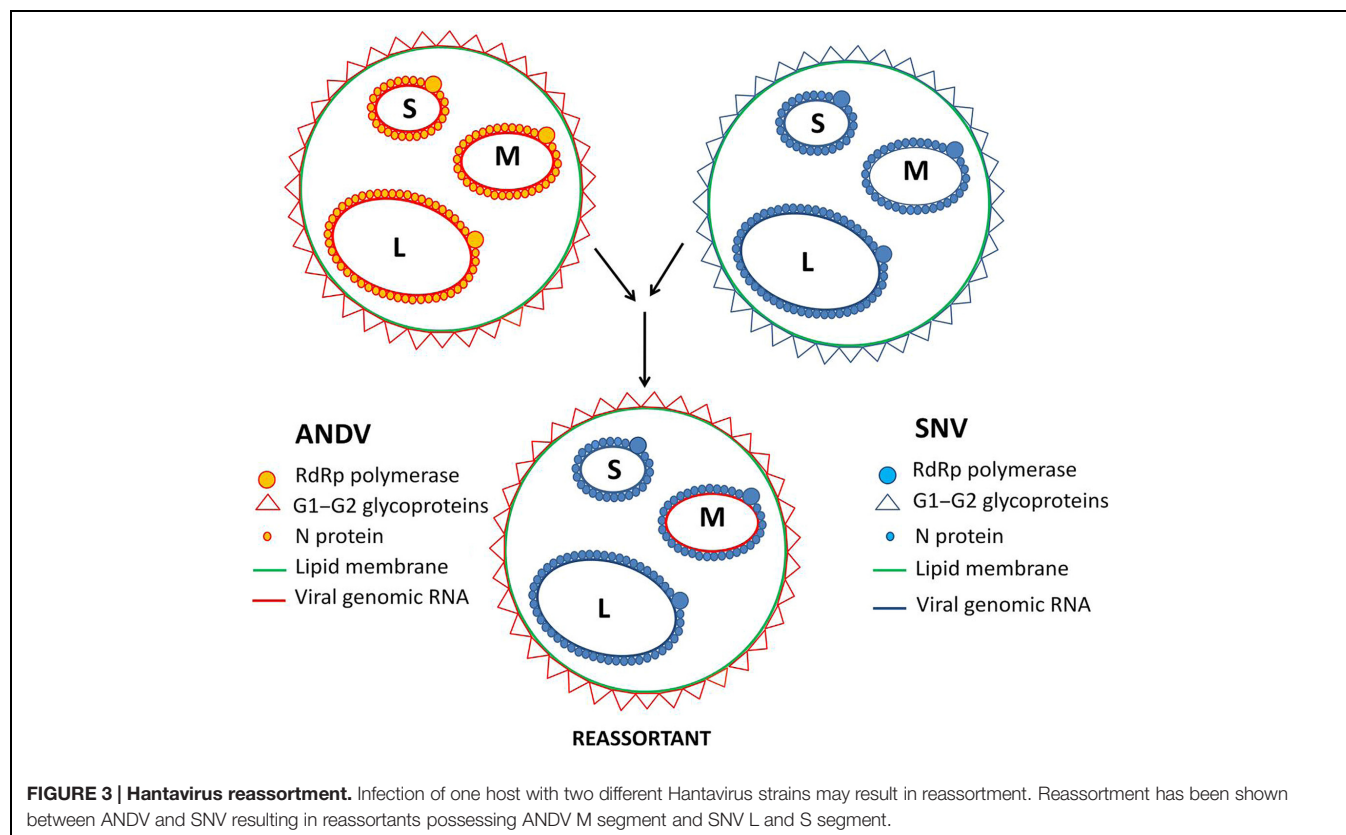 S
M
L
S
M
L
ANDV
RdRp polymerase
G1–G2 glycoproteins
N protein
Lipid membrane
Viral genomic RNA
S
M
L
REASSORTANT
SNV
RdRp polymerase
G1–G2 glycoproteins
N protein
Lipid membrane
Viral genomic RNA
FIGURE 3 | Hantavirus reassortment. Infection of one host with two different Hantavirus strains may result in reassortment. Reassortment has been shown
between ANDV and SNV resulting in reassortants possessing ANDV M segment and SNV L and S segment.